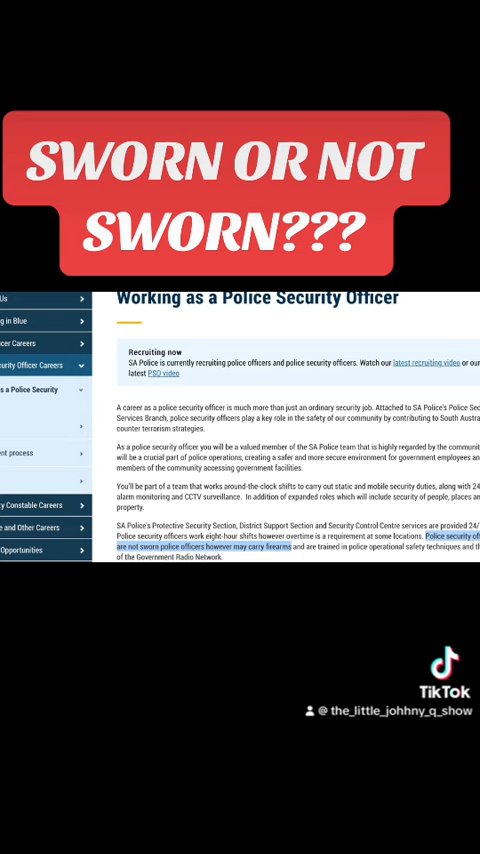 SWORN OR NOT
SWORN???
Us
Working as a Police Security Officer
ng in Blue
icer Careers
Recruiting now
SA Police is currently recruiting police officers and police security officers. Watch our latest recruiting video or our
latest PSO video
curity Officer Careers
s a Police Security
A career as a police security officer is much more than just an ordinary security job. Attached to SA Police's Police Sec
Services Branch, police security officers play a key role in the safety of our community by contributing to South Austra
counter terrorism strategies.
As a police security officer you will be a valued member of the SA Police team that is highly regarded by the communit
will be a crucial part of police operations, creating a safer and more secure environment for government employees an
members of the community accessing government facilities.
ent process
You'll be part of a team that works around-the-clock shifts to carry out static and mobile security duties, along with 24
alarm monitoring and CCTV surveillance. In addition of expanded roles which will include security of people, places an
property.
ty Constable Careers
e and Other Careers
Opportunities
SA Police's Protective Security Section, District Support Section and Security Control Centre services are provided 24/
Police security officers work eight-hour shifts however overtime is a requirement at some locations. Police security off
are not sworn police officers however may carry firearms and are trained in police operational safety techniques and th
of the Government Radio Network.
TikTok
@ the_little_johhny_q_show